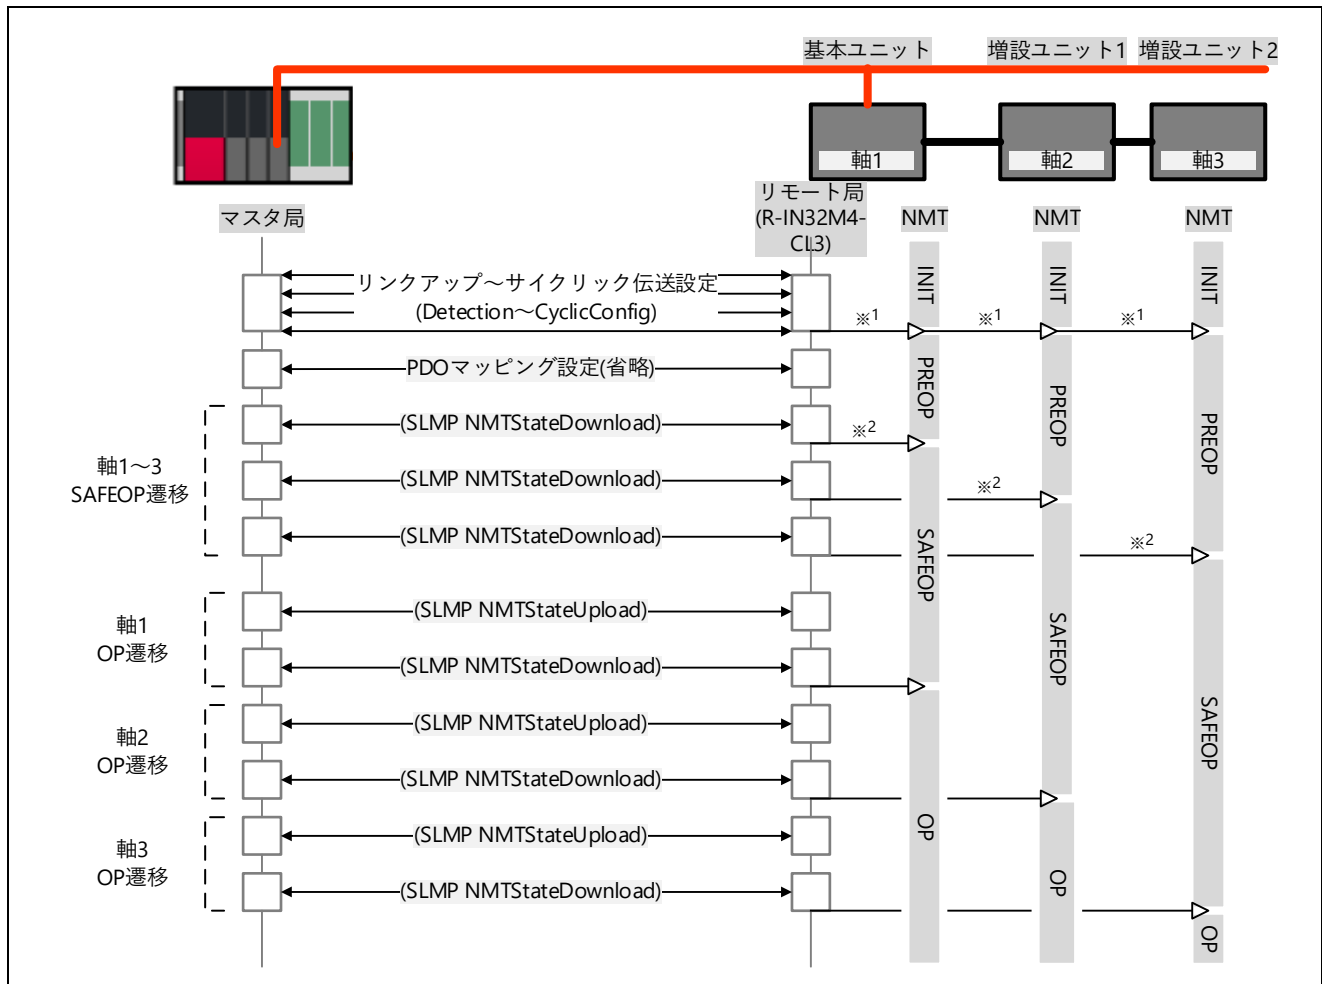 基本ユニット
増設ユニット1
増設ユニット2
軸1
軸2
軸3
マスタ局
リモート局
(R-IN32M4-
CL3)
NMT
NMT
NMT
INIT
INIT
INIT
リンクアップ～サイクリック伝送設定
(Detection～CyclicConfig)
※1
※1
※1
PDOマッピング設定(省略)
PREOP
PREOP
PREOP
軸1～3
SAFEOP遷移
(SLMP NMTStateDownload)
※2
(SLMP NMTStateDownload)
※2
(SLMP NMTStateDownload)
※2
SAFEOP
SAFEOP
SAFEOP
軸1
OP遷移
(SLMP NMTStateUpload)
(SLMP NMTStateDownload)
軸2
OP遷移
(SLMP NMTStateUpload)
(SLMP NMTStateDownload)
軸3
OP遷移
(SLMP NMTStateUpload)
(SLMP NMTStateDownload)
OP
OP
OP